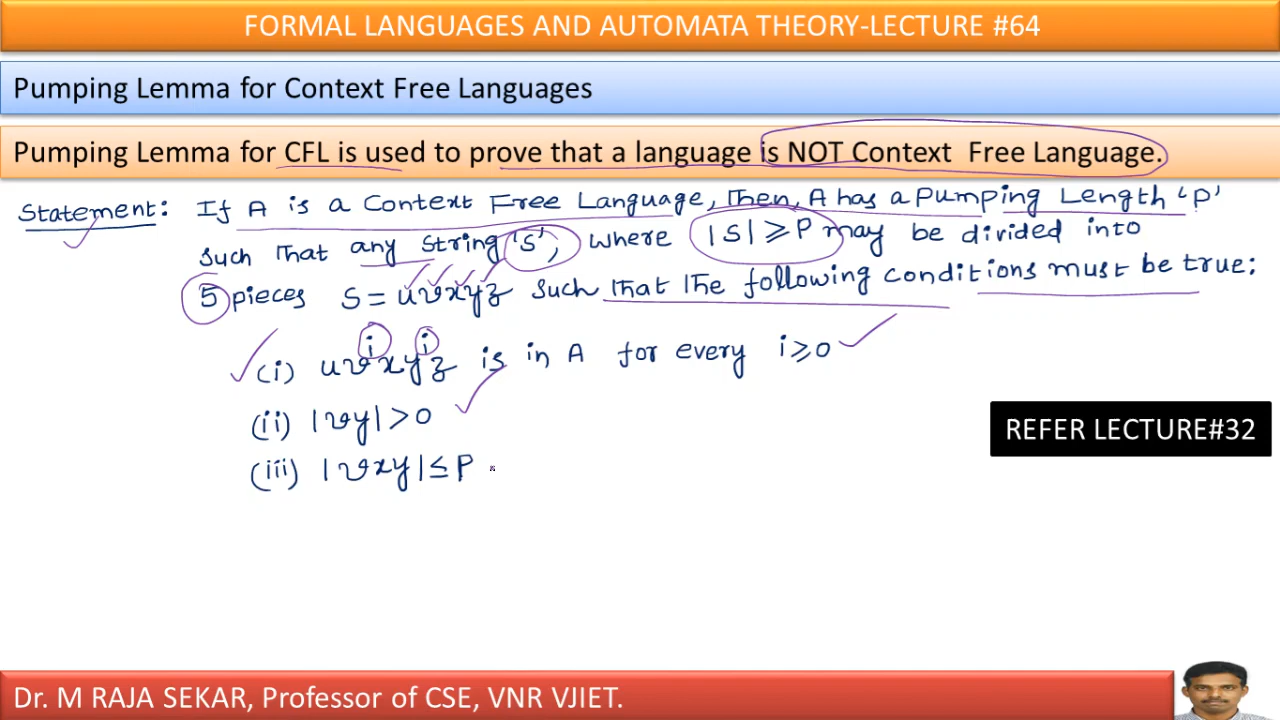 FORMAL LANGUAGES AND AUTOMATA THEORY-LECTURE #64
Pumping Lemma for Context Free Languages
Pumping Lemma for CFL is used to prove that a language is NOT Context Free Language.
Statement: If A is a Context Free Language, Then, A has a Pumping Length 'P'
such that any string 'S', where |S| ⩾ P may be divided into
5 pieces S = uvxyz such that the following conditions must be true:
(i) uvⁱxyⁱz is in A for every i ⩾ 0
(ii) |vy| > 0
(iii) |vxy| ≤ P
REFER LECTURE#32
Dr. M RAJA SEKAR, Professor of CSE, VNR VJIET.